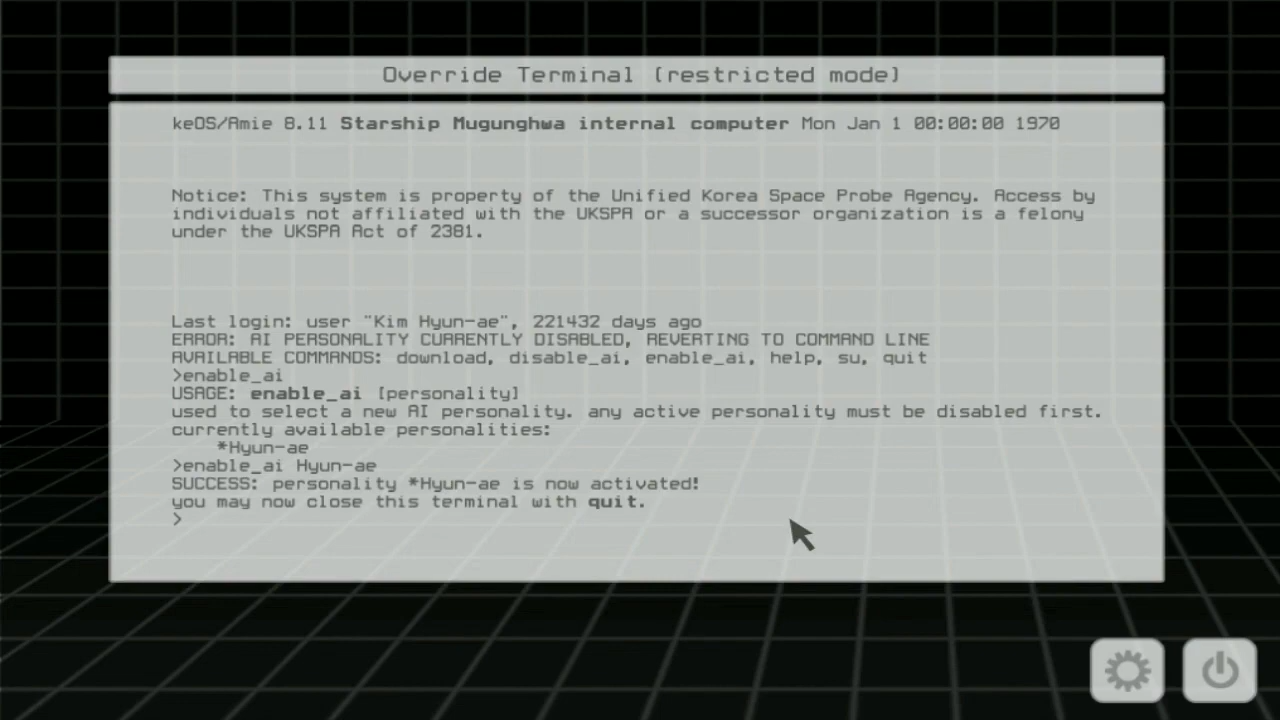 Override Terminal (restricted mode)
keOS/Amie 8.11 Starship Mugunghwa internal computer Mon Jan 1 00:00:00 1970
Notice: This system is property of the Unified Korea Space Probe Agency. Access by
individuals not affiliated with the UKSPA or a successor organization is a felony
under the UKSPA Act of 2381.
Last login: user "Kim Hyun-ae", 221432 days ago
ERROR: AI PERSONALITY CURRENTLY DISABLED, REVERTING TO COMMAND LINE
AVAILABLE COMMANDS: download, disable_ai, enable_ai, help, su, quit
>enable_ai
USAGE: enable_ai [personality]
used to select a new AI personality. any active personality must be disabled first.
currently available personalities:
*Hyun-ae
>enable_ai Hyun-ae
SUCCESS: personality *Hyun-ae is now activated!
you may now close this terminal with quit.
>